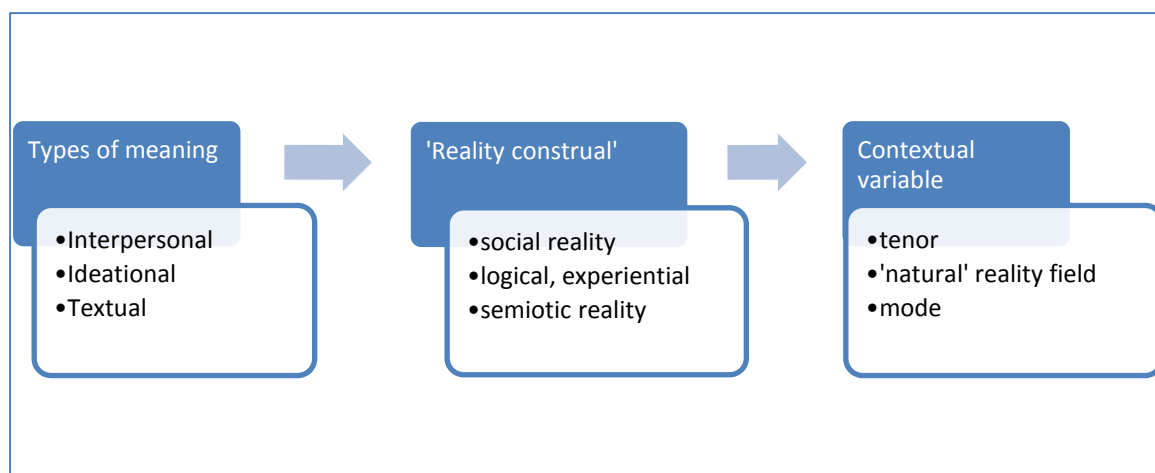 Types of meaning
•Interpersonal
•Ideational
•Textual
'Reality construal'
•social reality
•logical, experiential
•semiotic reality
Contextual
variable
•tenor
•'natural' reality field
•mode